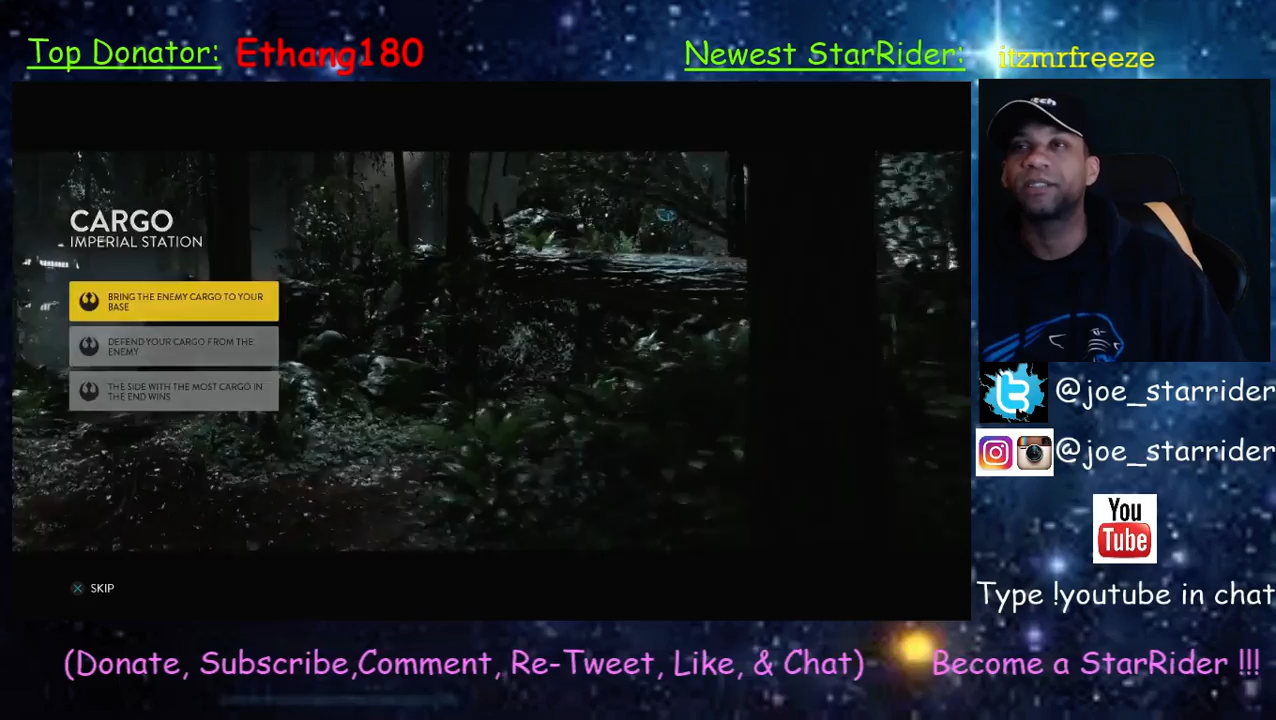 Top Donator: Ethang180
Newest StarRider: itzmrfreeze
tch
CARGO
IMPERIAL STATION
BRING THE ENEMY CARGO TO YOUR
BASE
DEFEND YOUR CARGO FROM THE
ENEMY
THE SIDE WITH THE MOST CARGO IN
THE END WINS
SKIP
@joe_starrider
@joe_starrider
You
Tube
Type !youtube in chat
(Donate, Subscribe,Comment, Re-Tweet, Like, & Chat)
Become a StarRider !!!